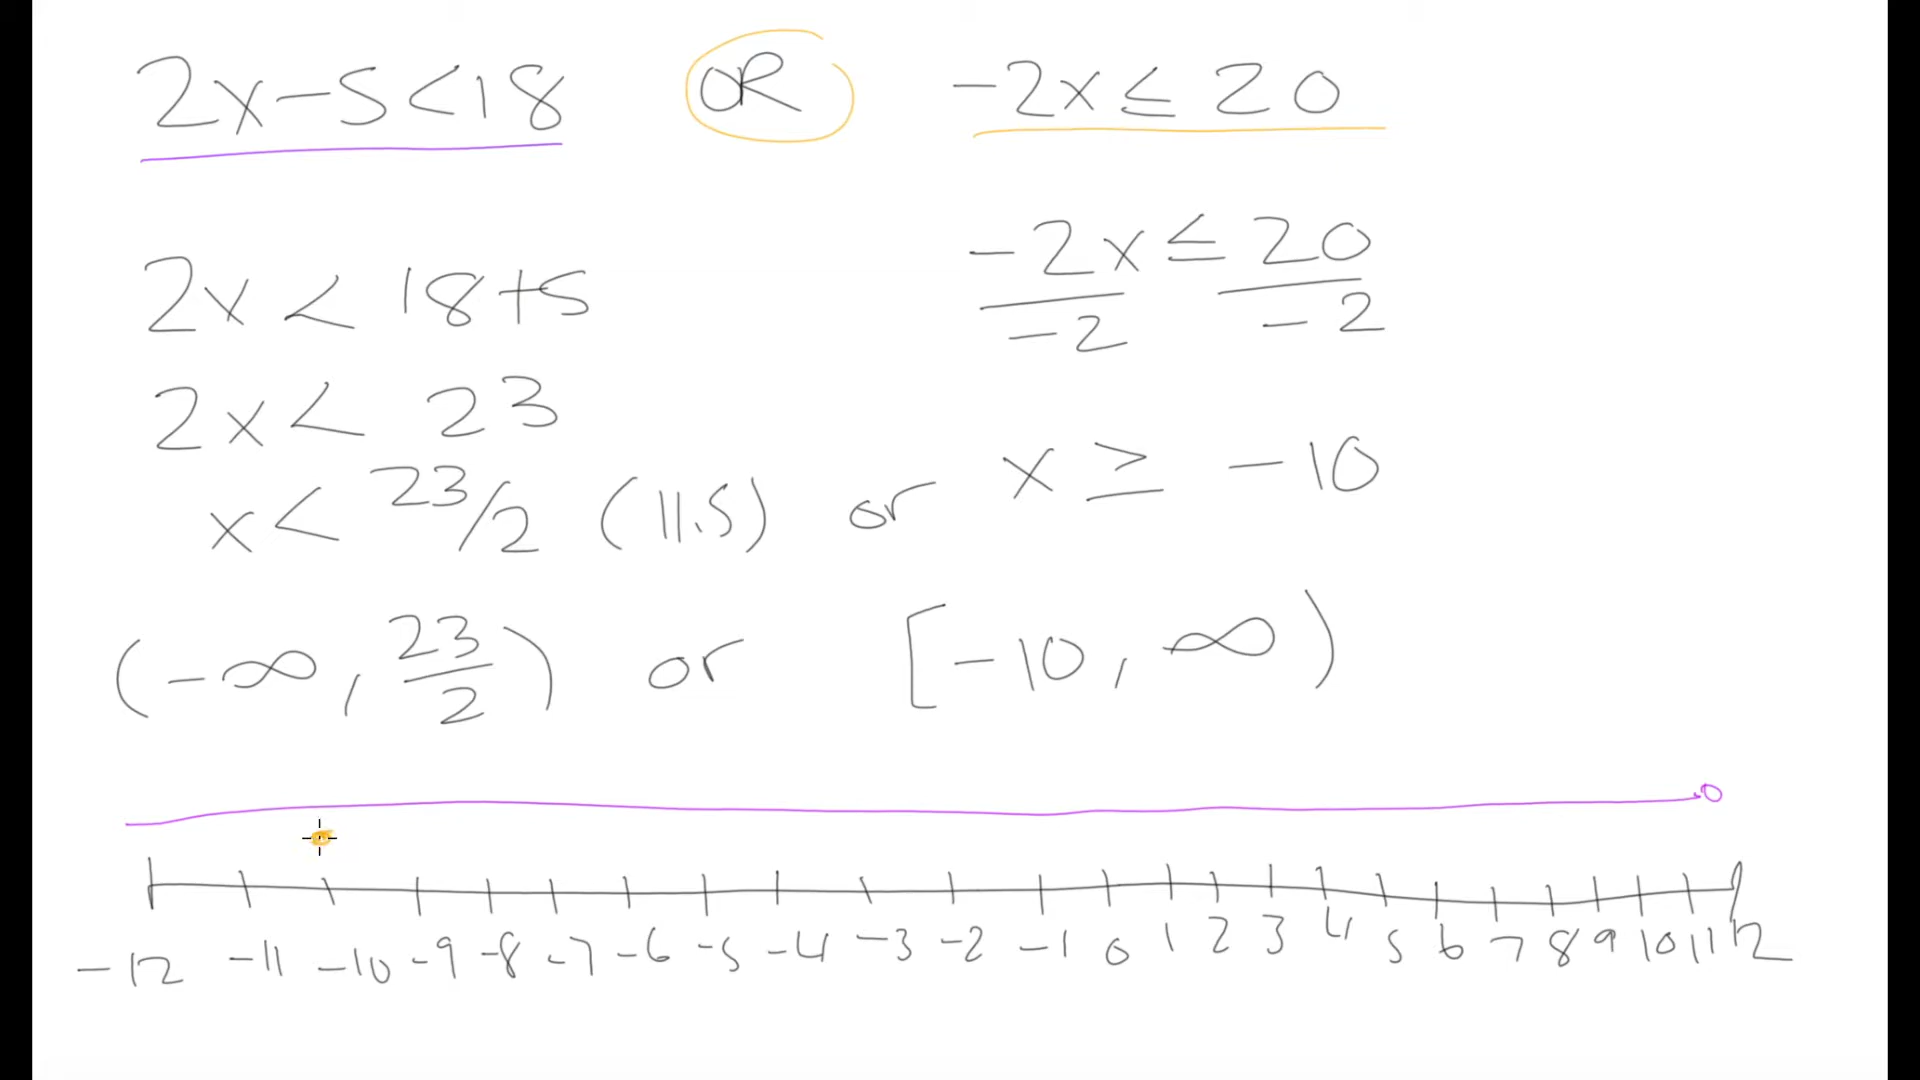 2x-5<18 OR -2x≤20
-2x≤20
-2 -2
2x < 18+5
2x < 23
x < 23/2 (11.5) or x ≥ -10
(-∞, 23/2) or [-10, ∞)
-12 -11 -10 -9 -8 -7 -6 -5 -4 -3 -2 -1 0 1 2 3 4 5 6 7 8 9 10 11 12